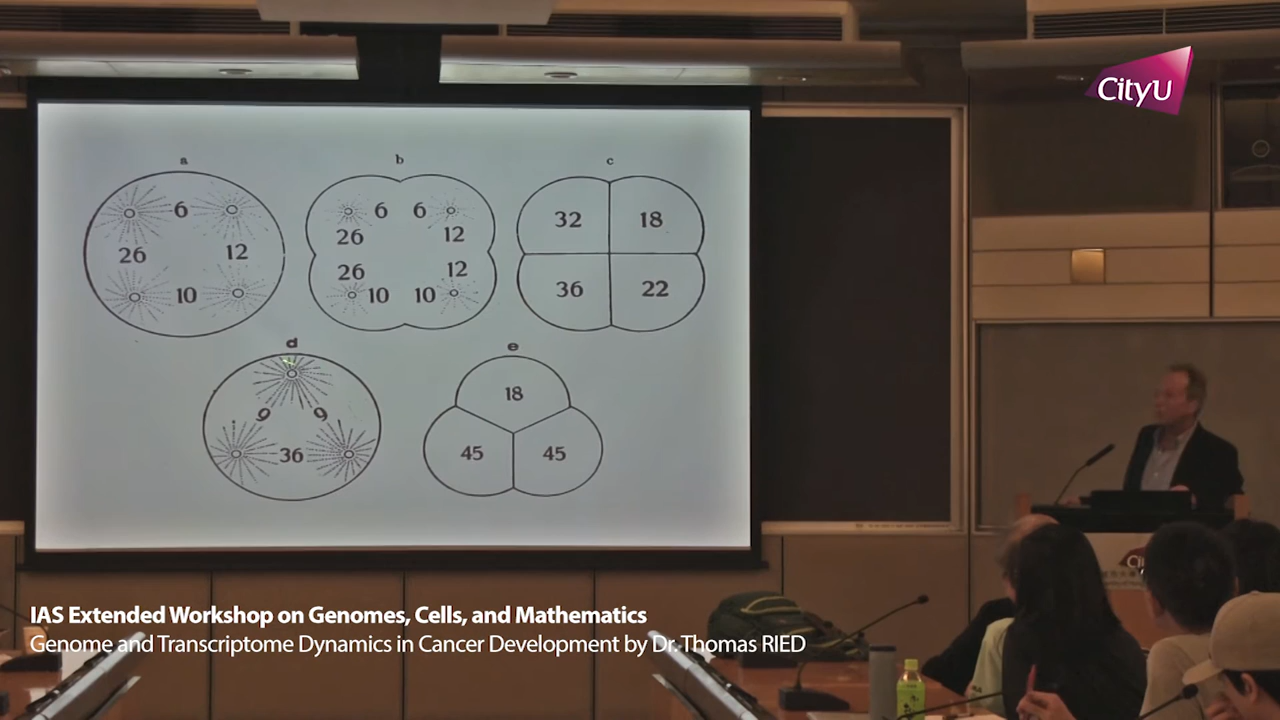 CityU
a
b
c
6
26
12
10
6 6
26 12
26 12
10 10
32 18
36 22
d
e
9 9
36
18
45 45
IAS Extended Workshop on Genomes, Cells, and Mathematics
Genome and Transcriptome Dynamics in Cancer Development by Dr. Thomas RIED